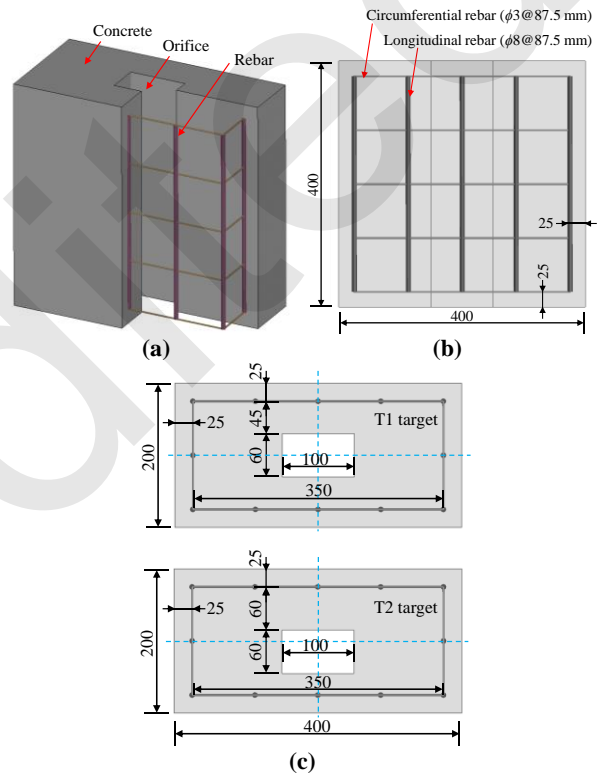 Concrete
Orifice
Rebar
(a)
Circumferential rebar (ϕ3@87.5 mm)
Longitudinal rebar (ϕ8@87.5 mm)
400
25
25
400
(b)
25
45
25
T1 target
200
60
100
350
25
60
25
T2 target
200
60
100
350
400
(c)